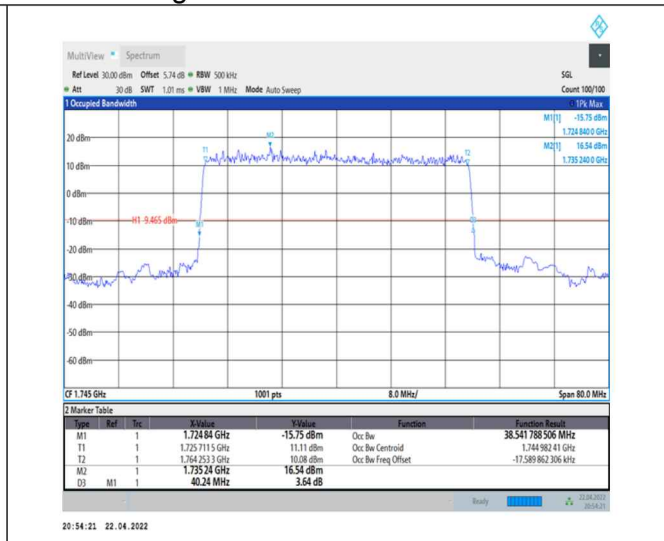 MultiView Spectrum
Ref Level 30.00 dBm Offset 5.74 dB RBW 500 kHz SGL
Att 30 dB SWT 1.01 ms VBW 1 MHz Mode Auto Sweep Count 100/100
1 Occupied Bandwidth 1Pk Max
M1[1] -15.75 dBm
1.724 840 0 GHz
M2[1] 16.54 dBm
1.735 240 0 GHz
20 dBm
M2
T1
T2
10 dBm
0 dBm
-10 dBm
H1 -9.465 dBm
M1
D3
-20 dBm
-30 dBm
-40 dBm
-50 dBm
-60 dBm
CF 1.745 GHz 1001 pts 8.0 MHz/ Span 80.0 MHz
2 Marker Table
Type Ref Trc X-Value Y-Value Function Function Result
M1 1 1.724 84 GHz -15.75 dBm Occ Bw 38.541 788 506 MHz
T1 1 1.725 711 5 GHz 11.11 dBm Occ Bw Centroid 1.744 982 41 GHz
T2 1 1.764 253 3 GHz 10.08 dBm Occ Bw Freq Offset -17.589 862 306 kHz
M2 1 1.735 24 GHz 16.54 dBm
D3 M1 1 40.24 MHz 3.64 dB
Ready 22.04.2022
20:54:21
20:54:21 22.04.2022